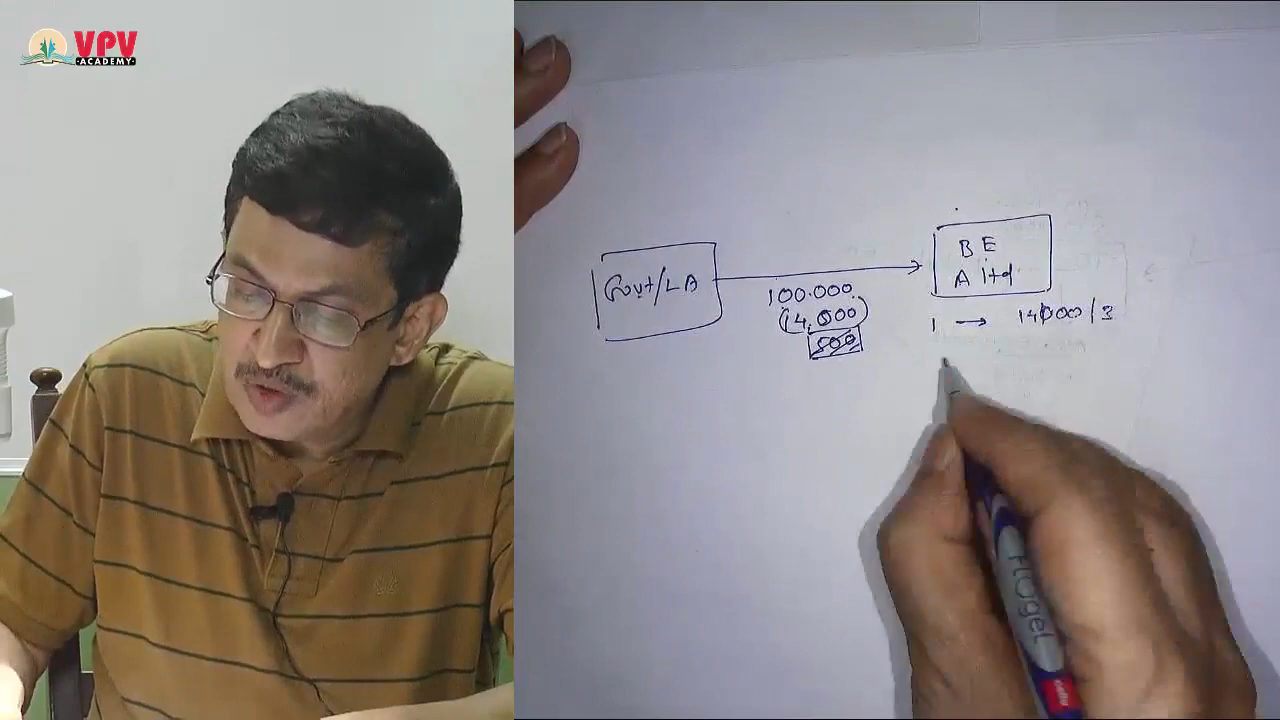 VPV
ACADEMY
Govt/LA
100.000
(14,000)
500
B E
A ltd
1 → 14000/3
FLOgel